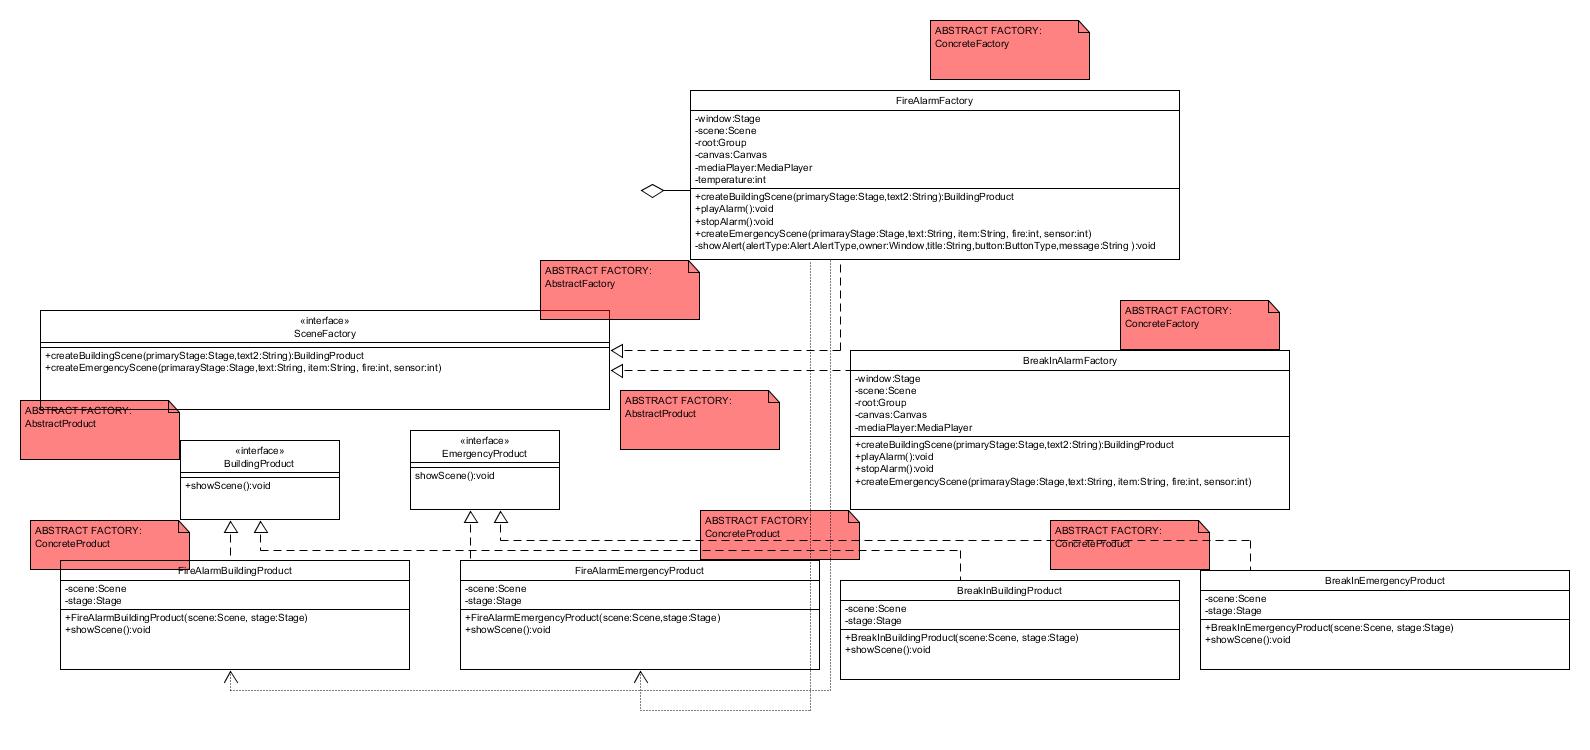 ABSTRACT FACTORY:
ConcreteFactory
FireAlarmFactory
-window:Stage
-scene:Scene
-root:Group
-canvas:Canvas
-mediaPlayer:MediaPlayer
-temperature:int
+createBuildingScene(primaryStage:Stage,text2:String):BuildingProduct
+playAlarm():void
+stopAlarm():void
+createEmergencyScene(primarayStage:Stage,text:String, item:String, fire:int, sensor:int)
-showAlert(alertType:Alert.AlertType,owner:Window,title:String,button:ButtonType,message:String ):void
ABSTRACT FACTORY:
AbstractFactory
«interface»
SceneFactory
+createBuildingScene(primaryStage:Stage,text2:String):BuildingProduct
+createEmergencyScene(primarayStage:Stage,text:String, item:String, fire:int, sensor:int)
ABSTRACT FACTORY:
ConcreteFactory
BreakInAlarmFactory
-window:Stage
-scene:Scene
-root:Group
-canvas:Canvas
-mediaPlayer:MediaPlayer
+createBuildingScene(primaryStage:Stage,text2:String):BuildingProduct
+playAlarm():void
+stopAlarm():void
+createEmergencyScene(primarayStage:Stage,text:String, item:String, fire:int, sensor:int)
ABSTRACT FACTORY:
AbstractProduct
«interface»
BuildingProduct
+showScene():void
«interface»
EmergencyProduct
showScene():void
ABSTRACT FACTORY:
AbstractProduct
ABSTRACT FACTORY:
ConcreteProduct
FireAlarmBuildingProduct
-scene:Scene
-stage:Stage
+FireAlarmBuildingProduct(scene:Scene, stage:Stage)
+showScene():void
ABSTRACT FACTORY:
ConcreteProduct
FireAlarmEmergencyProduct
-scene:Scene
-stage:Stage
+FireAlarmEmergencyProduct(scene:Scene,stage:Stage)
+showScene():void
BreakInBuildingProduct
-scene:Scene
-stage:Stage
+BreakInBuildingProduct(scene:Scene, stage:Stage)
+showScene():void
ABSTRACT FACTORY:
ConcreteProduct
BreakInEmergencyProduct
-scene:Scene
-stage:Stage
+BreakInEmergencyProduct(scene:Scene, stage:Stage)
+showScene():void